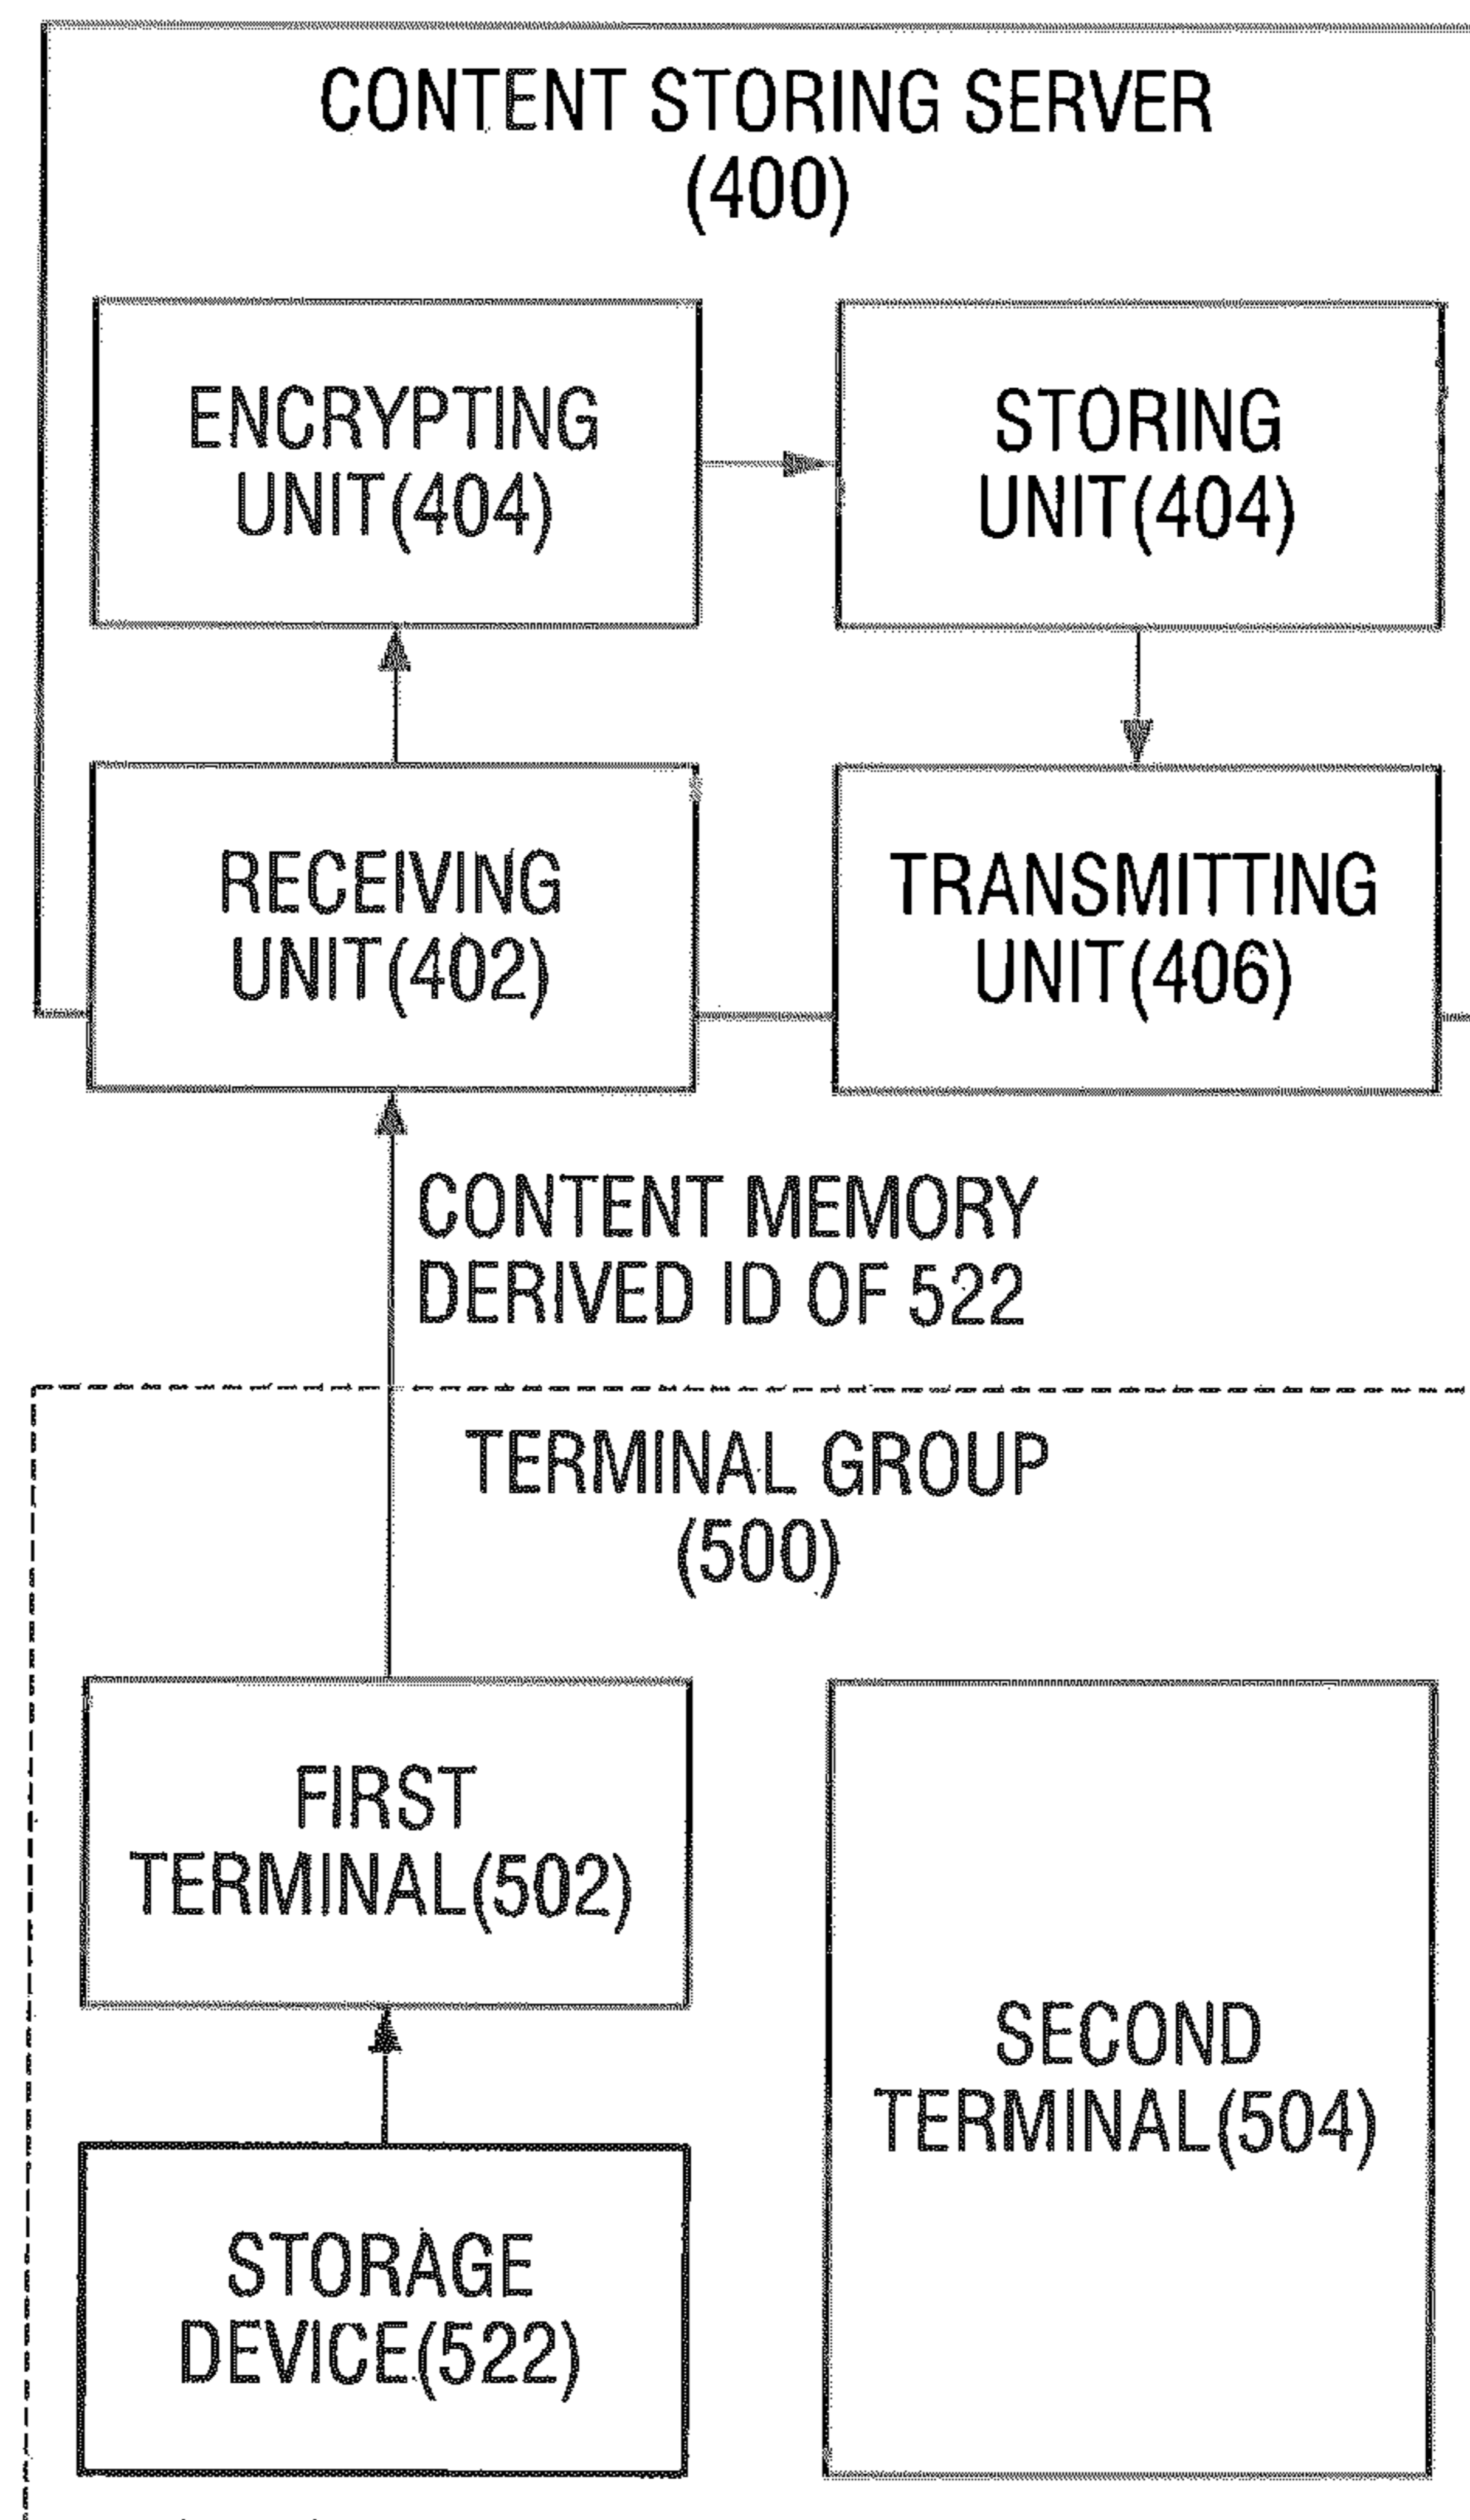 CONTENT STORING SERVER
(400)
ENCRYPTING
UNIT(404)
STORING
UNIT(404)
RECEIVING
UNIT(402)
TRANSMITTING
UNIT(406)
CONTENT MEMORY
DERIVED ID OF 522
TERMINAL GROUP
(500)
FIRST
TERMINAL(502)
SECOND
TERMINAL(504)
STORAGE
DEVICE(522)